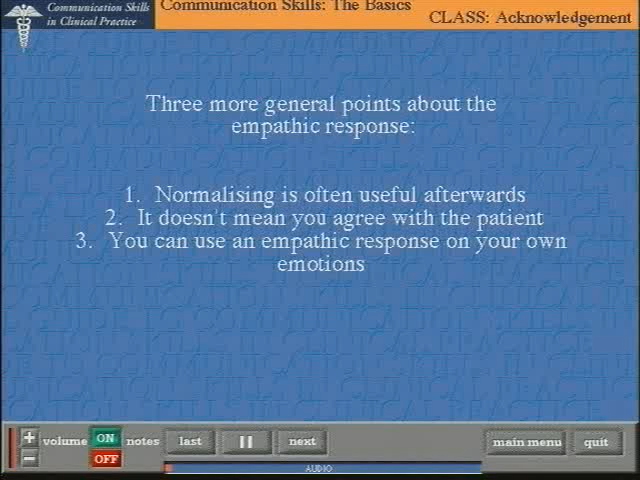 Communication Skills
in Clinical Practice
Communication Skills: The Basics
CLASS: Acknowledgement
Three more general points about the
empathic response:
1. Normalising is often useful afterwards
2. It doesn't mean you agree with the patient
3. You can use an empathic response on your own
emotions
+ volume ON notes last next main menu quit
− OFF
AUDIO